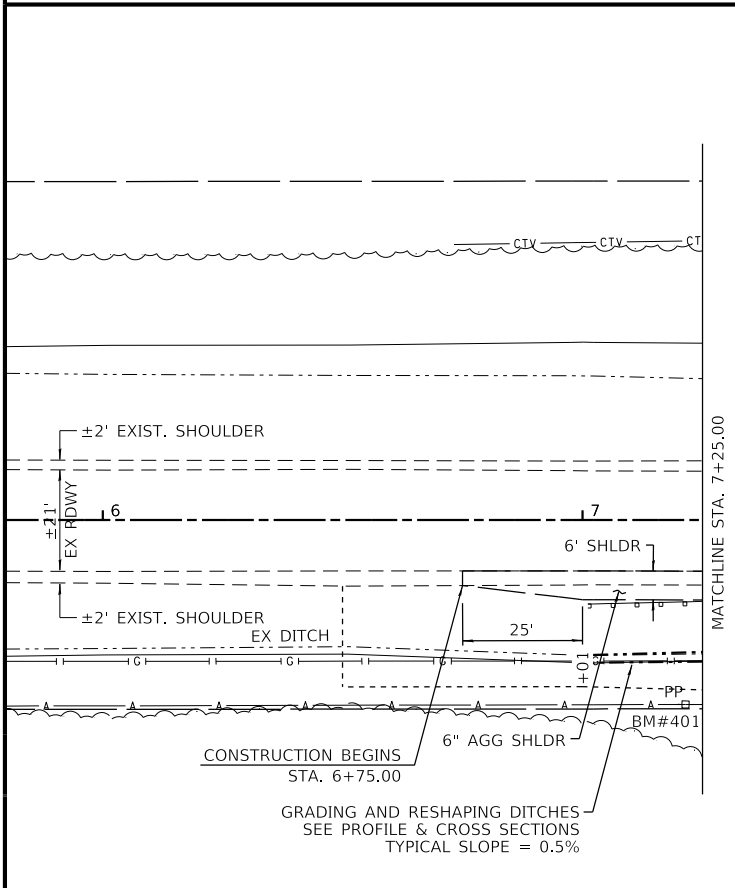 CTV CTV CT
±2' EXIST. SHOULDER
MATCHLINE STA. 7+25.00
±21'
EX RDWY
6
7
6' SHLDR
±2' EXIST. SHOULDER
EX DITCH
25'
+01
G G G G
PP
A A A A A A A A
BM#401
6" AGG SHLDR
CONSTRUCTION BEGINS
STA. 6+75.00
GRADING AND RESHAPING DITCHES
SEE PROFILE & CROSS SECTIONS
TYPICAL SLOPE = 0.5%